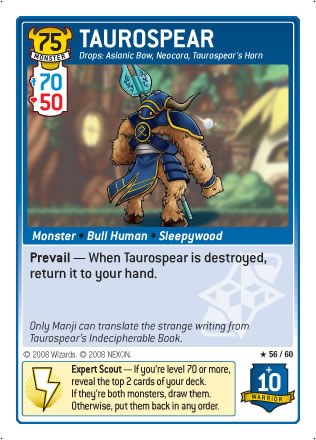 75
MONSTER
TAUROSPEAR
Drops: Asianic Bow, Neocora, Taurospear's Horn
70
50
Monster • Bull Human • Sleepywood
Prevail — When Taurospear is destroyed,
return it to your hand.
Only Manji can translate the strange writing from
Taurospear's Indecipherable Book.
© 2008 Wizards. © 2008 NEXON.
★ 56 / 60
Expert Scout — If you're level 70 or more,
reveal the top 2 cards of your deck.
If they're both monsters, draw them.
Otherwise, put them back in any order.
+
10
WARRIOR